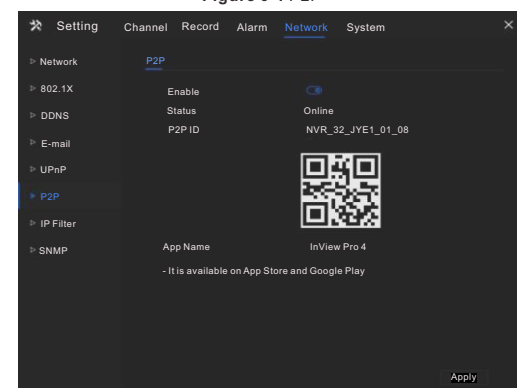 Setting
Channel Record Alarm Network System
Network
802.1X
DDNS
E-mail
UPnP
P2P
IP Filter
SNMP
P2P
Enable
Status Online
P2P ID NVR_32_JYE1_01_08
App Name InView Pro 4
- It is available on App Store and Google Play
Apply